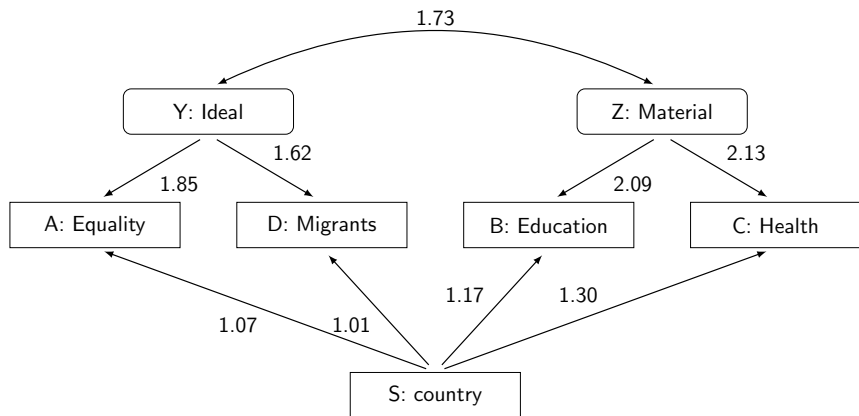 1.73
Y: Ideal
Z: Material
1.62
2.13
1.85
2.09
A: Equality
D: Migrants
B: Education
C: Health
1.07
1.01
1.17
1.30
S: country